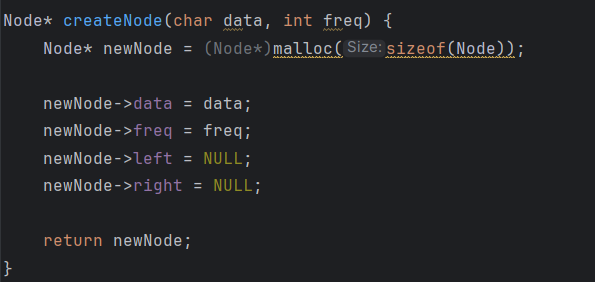 Node* createNode(char data, int freq) {
    Node* newNode = (Node*)malloc(Size: sizeof(Node));

    newNode->data = data;
    newNode->freq = freq;
    newNode->left = NULL;
    newNode->right = NULL;

    return newNode;
}